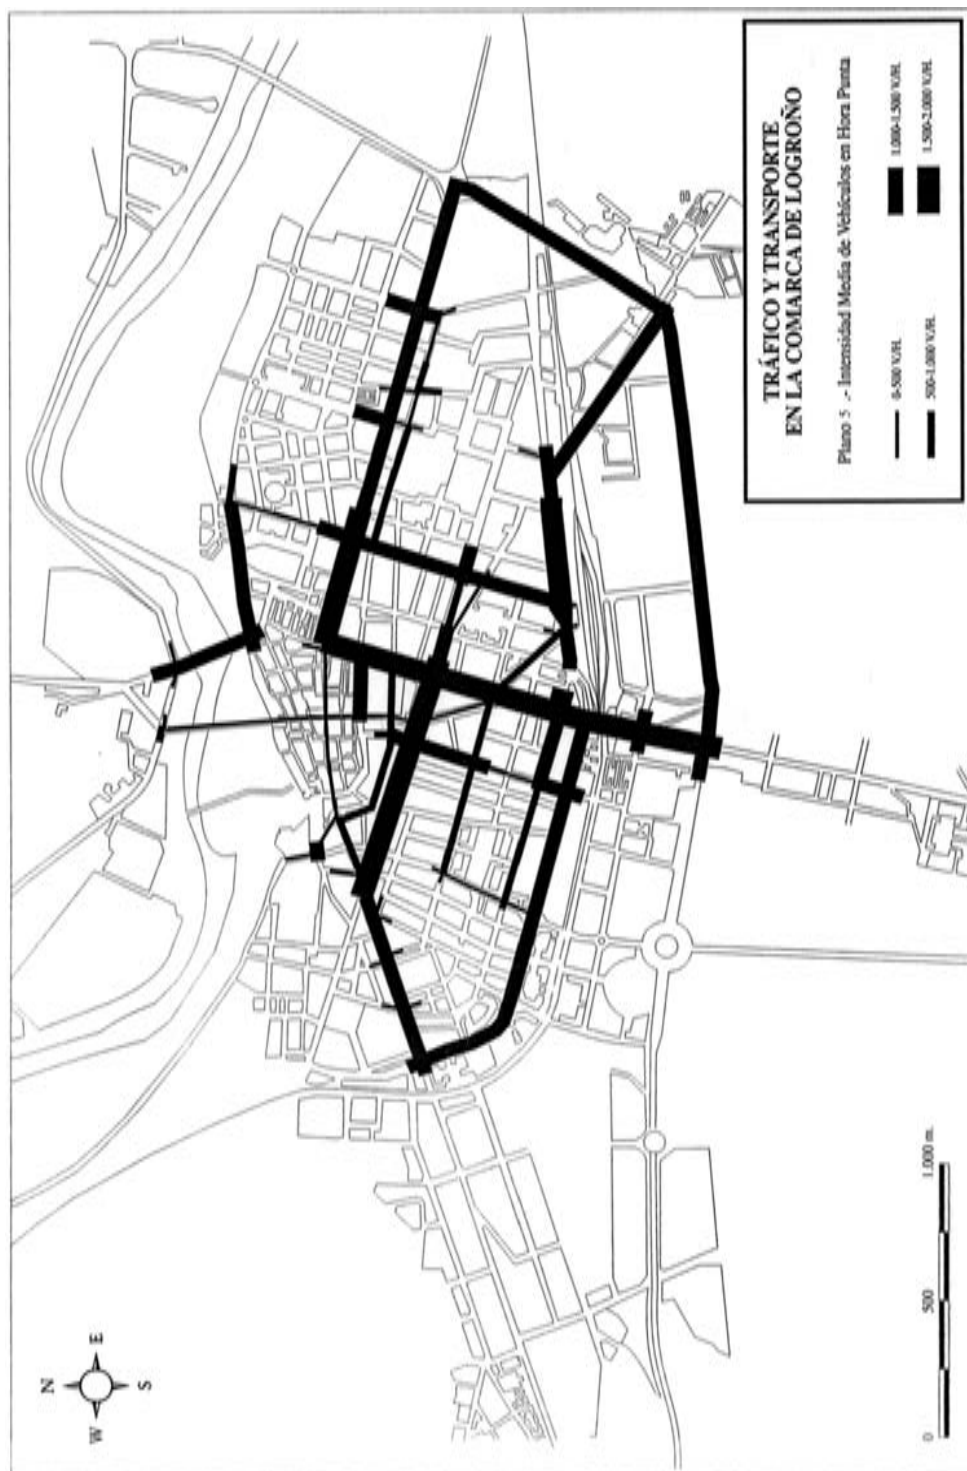 TRÁFICO Y TRANSPORTE
EN LA COMARCA DE LOGROÑO
Plano 5 .- Intensidad Media de Vehículos en Hora Punta
0-500 V./H.
1.000-1.500 V./H.
500-1.000 V./H.
1.500-2.000 V./H.
N
W
E
S
0
500
1.000 m.